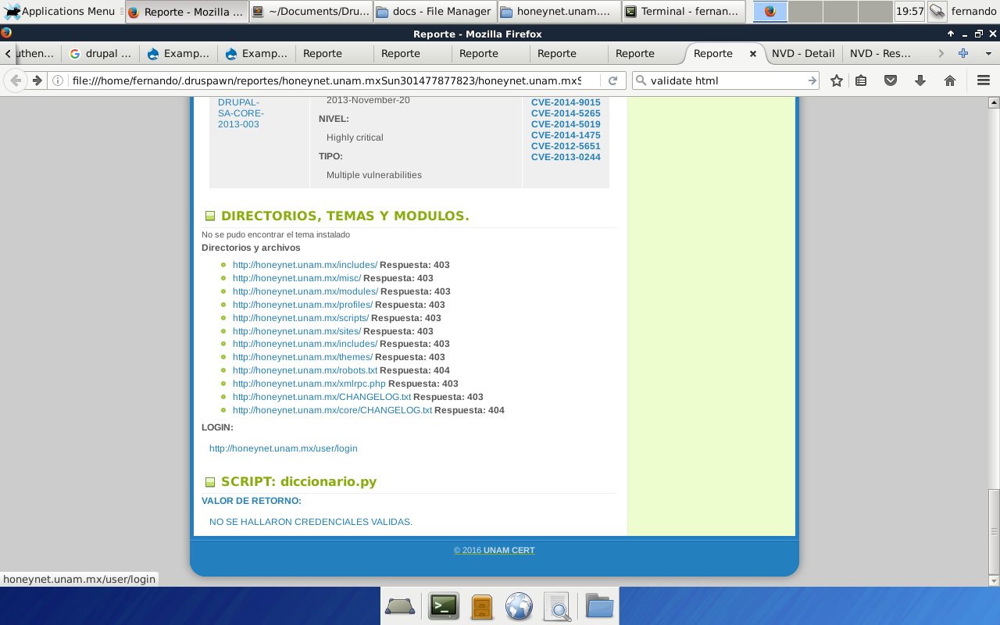 Applications Menu
Reporte - Mozilla ...
~/Documents/Dru...
docs - File Manager
honeynet.unam....
Terminal - fernan...
19:57
fernando
Reporte - Mozilla Firefox
uthen...
drupal ...
Examp...
Examp...
Reporte
Reporte
Reporte
Reporte
Reporte
Reporte
NVD - Detail
NVD - Res...
file:///home/fernando/.druspawn/reportes/honeynet.unam.mxSun301477877823/honeynet.unam.mxS
validate html
DRUPAL-
SA-CORE-
2013-003
2013-November-20
NIVEL:
Highly critical
TIPO:
Multiple vulnerabilities
CVE-2014-9015
CVE-2014-5265
CVE-2014-5019
CVE-2014-1475
CVE-2012-5651
CVE-2013-0244
DIRECTORIOS, TEMAS Y MODULOS.
No se pudo encontrar el tema instalado
Directorios y archivos
http://honeynet.unam.mx/includes/ Respuesta: 403
http://honeynet.unam.mx/misc/ Respuesta: 403
http://honeynet.unam.mx/modules/ Respuesta: 403
http://honeynet.unam.mx/profiles/ Respuesta: 403
http://honeynet.unam.mx/scripts/ Respuesta: 403
http://honeynet.unam.mx/sites/ Respuesta: 403
http://honeynet.unam.mx/includes/ Respuesta: 403
http://honeynet.unam.mx/themes/ Respuesta: 403
http://honeynet.unam.mx/robots.txt Respuesta: 404
http://honeynet.unam.mx/xmlrpc.php Respuesta: 403
http://honeynet.unam.mx/CHANGELOG.txt Respuesta: 403
http://honeynet.unam.mx/core/CHANGELOG.txt Respuesta: 404
LOGIN:
http://honeynet.unam.mx/user/login
SCRIPT: diccionario.py
VALOR DE RETORNO:
NO SE HALLARON CREDENCIALES VALIDAS.
© 2016 UNAM CERT
honeynet.unam.mx/user/login